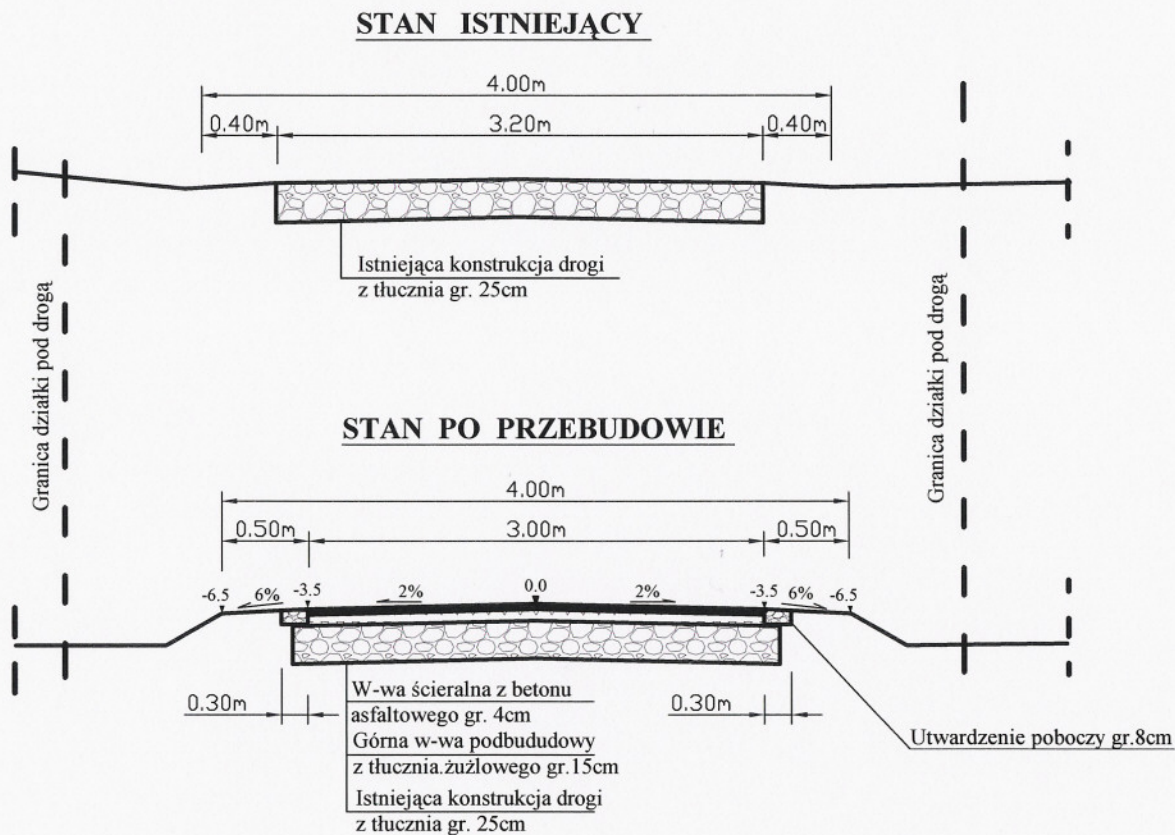 STAN ISTNIEJĄCY
4.00m
0.40m 3.20m 0.40m
Istniejąca konstrukcja drogi
z tłucznia gr. 25cm
Granica działki pod drogą
Granica działki pod drogą
STAN PO PRZEBUDOWIE
4.00m
0.50m 3.00m 0.50m
-6.5 6% -3.5 2% 0.0 2% -3.5 6% -6.5
0.30m 0.30m
W-wa ścieralna z betonu
asfaltowego gr. 4cm
Górna w-wa podbududowy
z tłucznia.żużlowego gr.15cm
Istniejąca konstrukcja drogi
z tłucznia gr. 25cm
Utwardzenie poboczy gr.8cm